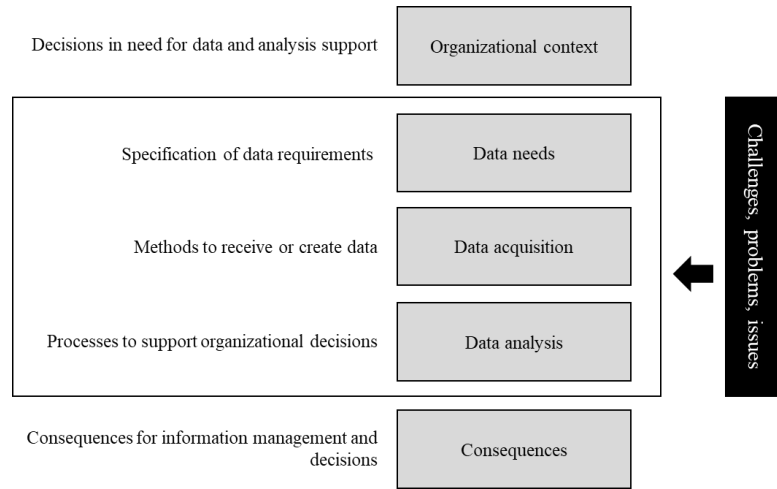 Decisions in need for data and analysis support
Organizational context
Specification of data requirements
Data needs
Methods to receive or create data
Data acquisition
Processes to support organizational decisions
Data analysis
Consequences for information management and
decisions
Consequences
Challenges, problems, issues